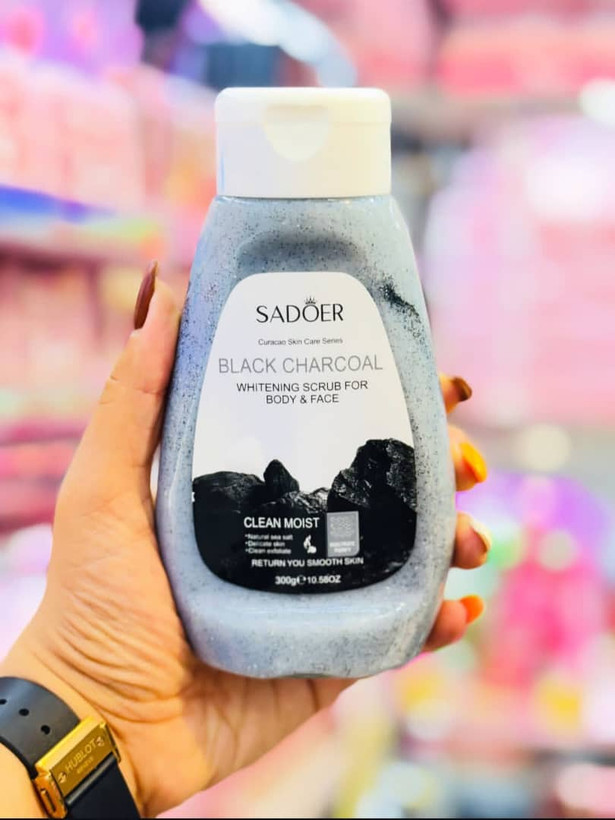 SADOER
Curacao Skin Care Series
BLACK CHARCOAL
WHITENING SCRUB FOR
BODY & FACE
CLEAN MOIST
*Natural sea salt
*Delicate skin
*Clean exfoliate
RETURN YOU SMOOTH SKIN
300g℮10.58OZ
HUBLOT